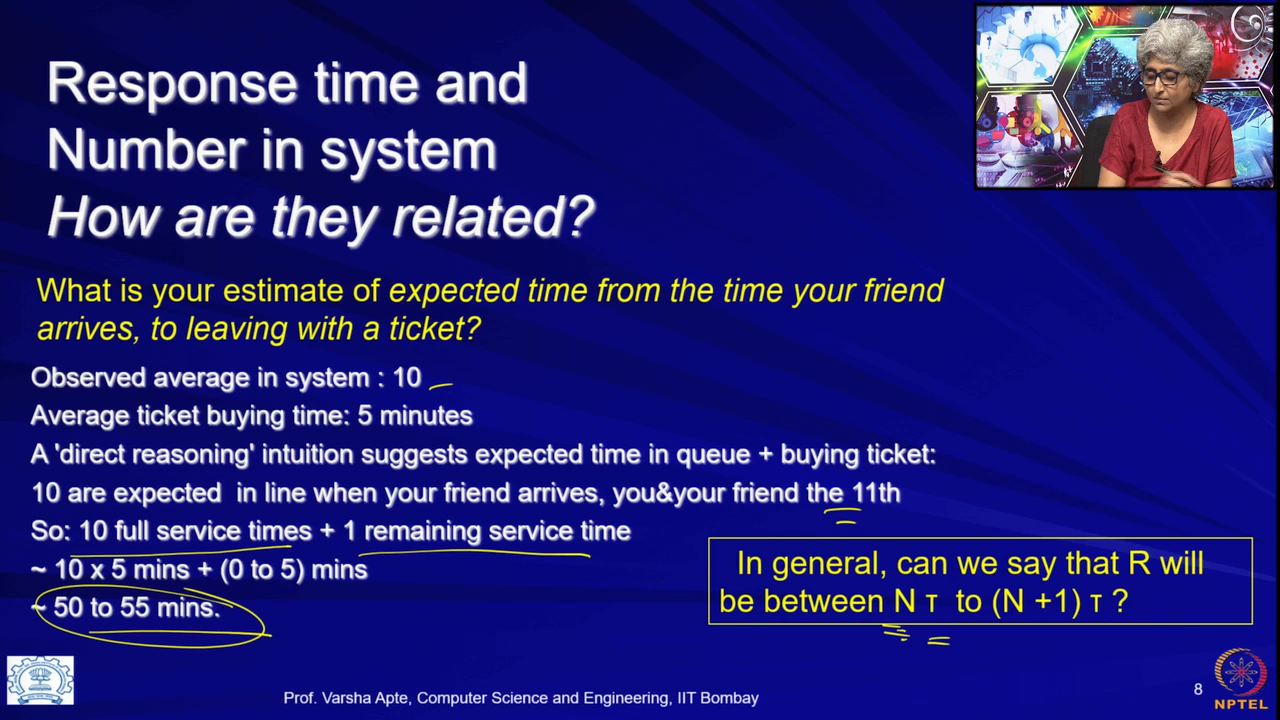 Response time and
Number in system
How are they related?
What is your estimate of expected time from the time your friend
arrives, to leaving with a ticket?
Observed average in system : 10
Average ticket buying time: 5 minutes
A 'direct reasoning' intuition suggests expected time in queue + buying ticket:
10 are expected in line when your friend arrives, you&your friend the 11th
So: 10 full service times + 1 remaining service time
~ 10 x 5 mins + (0 to 5) mins
~ 50 to 55 mins.
In general, can we say that R will
be between N τ to (N +1) τ ?
Prof. Varsha Apte, Computer Science and Engineering, IIT Bombay
8
NPTEL